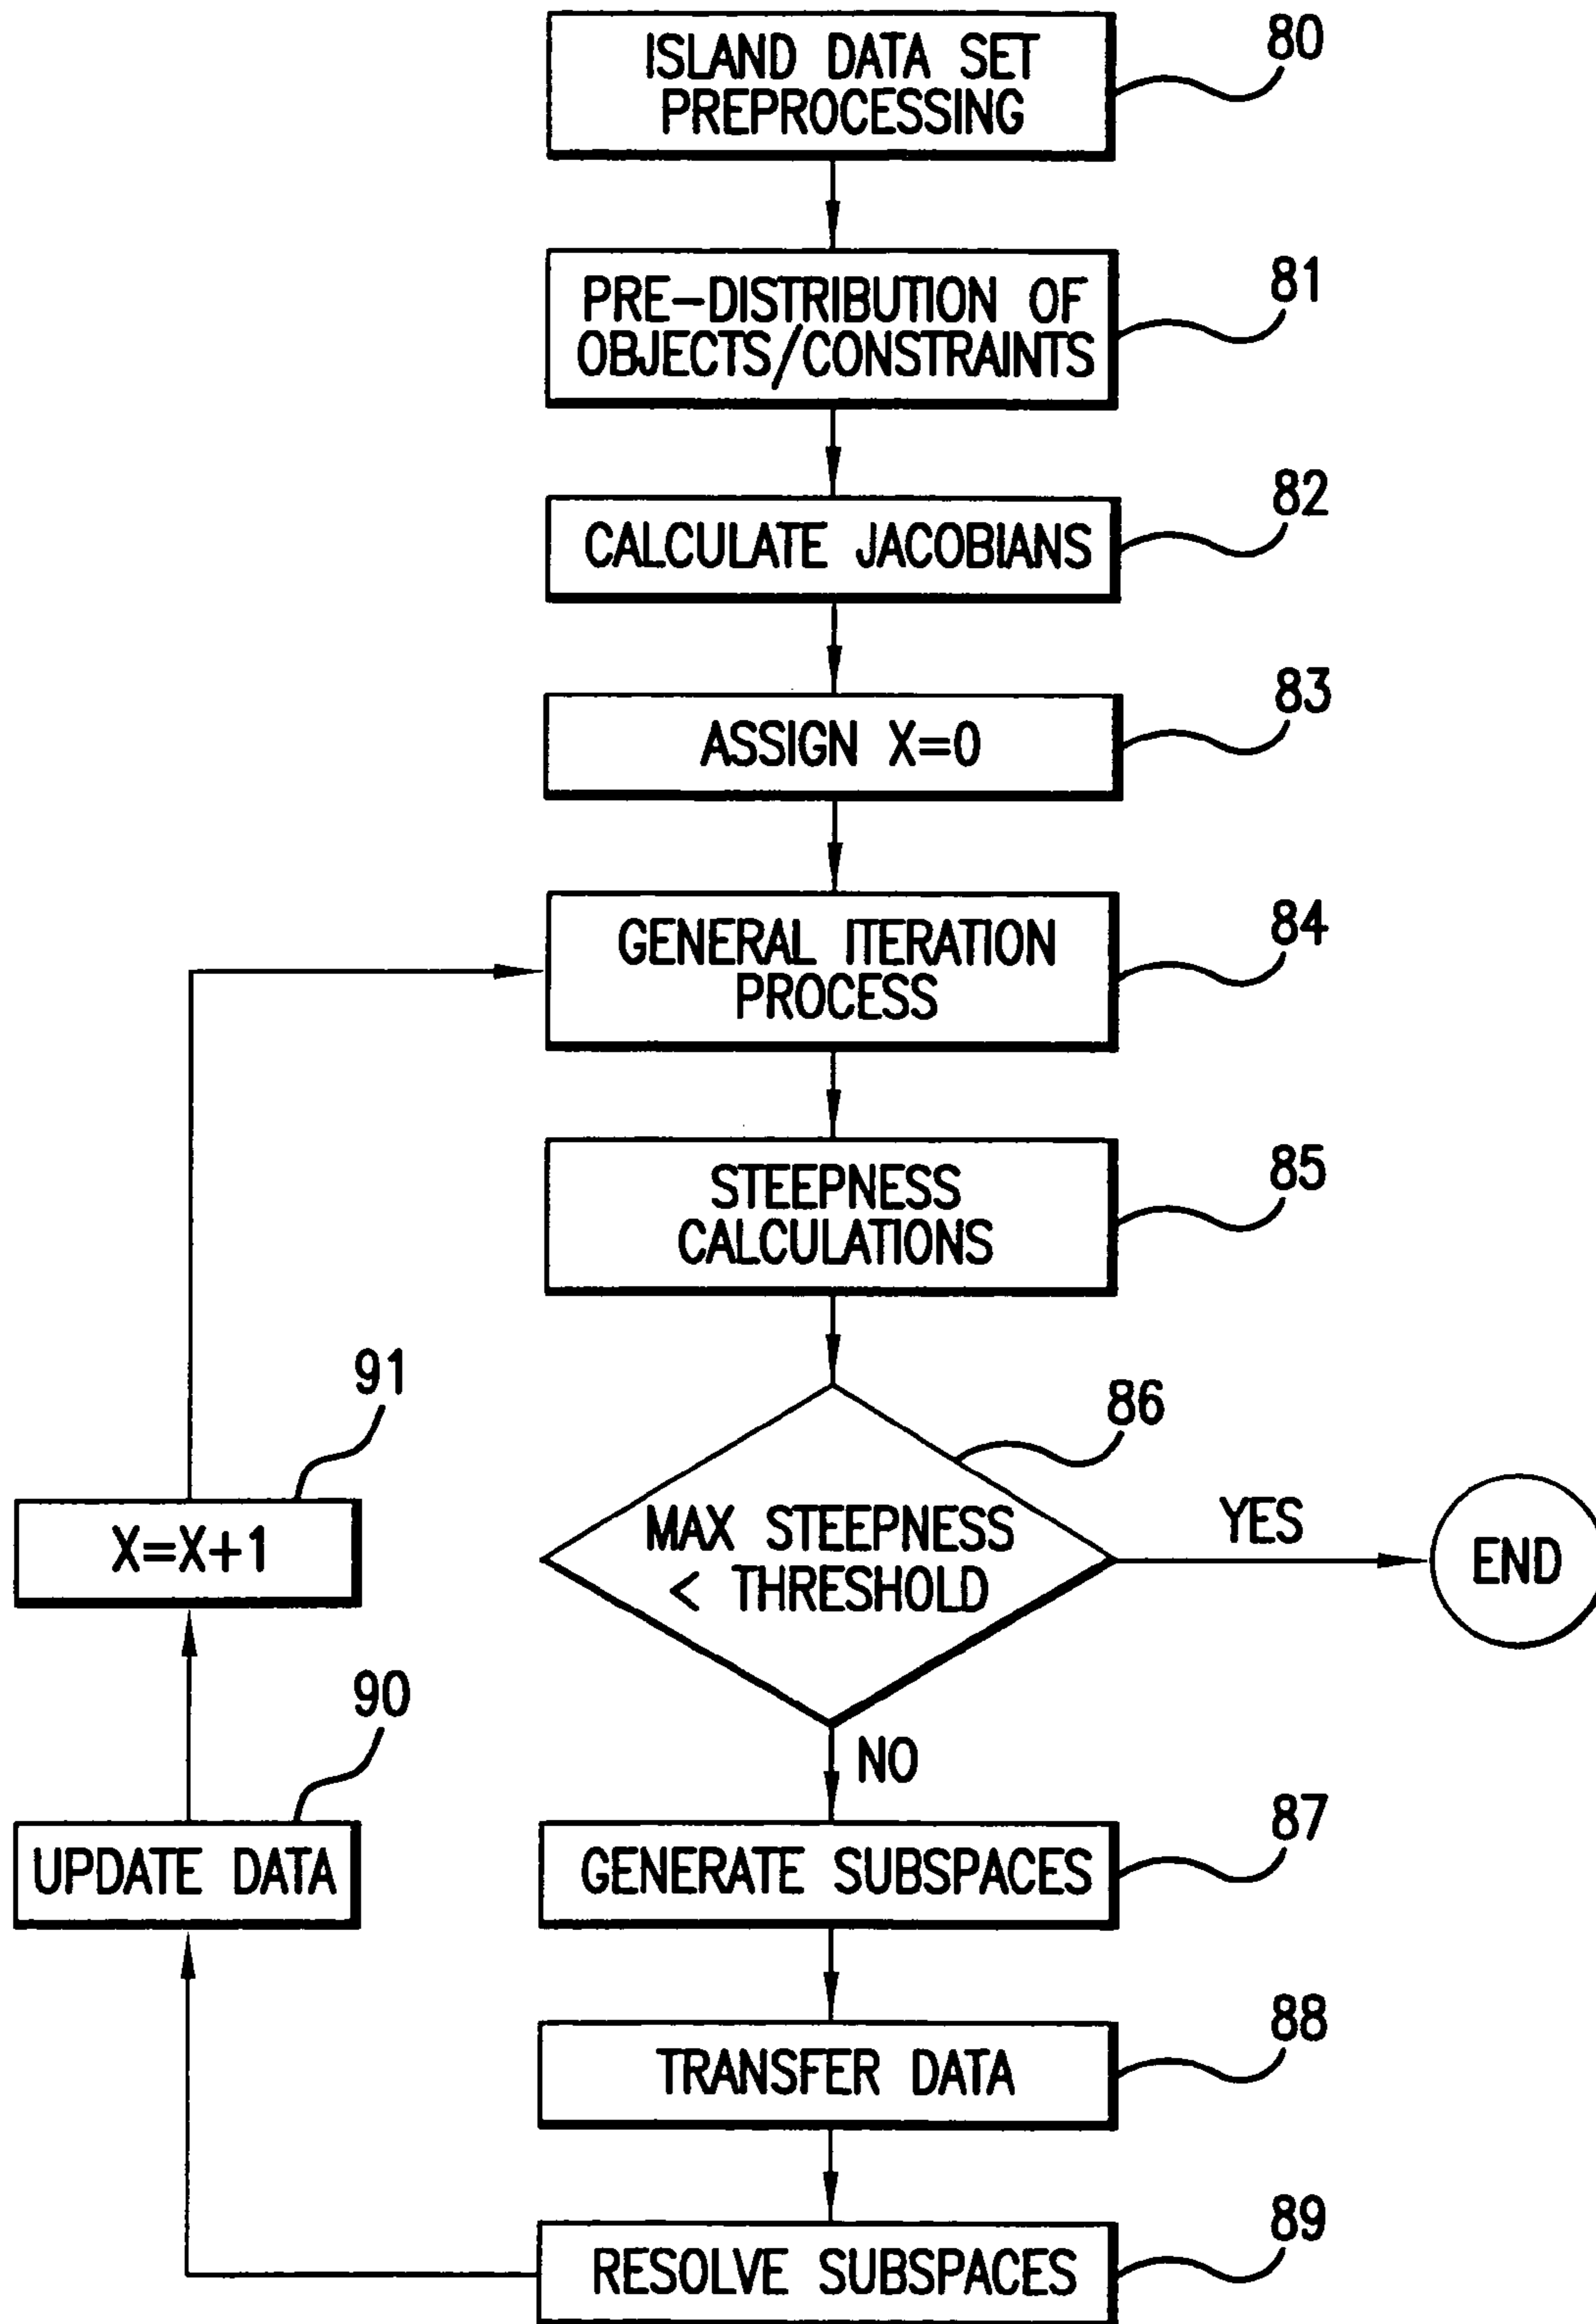 ISLAND DATA SET
PREPROCESSING
80
PRE-DISTRIBUTION OF
OBJECTS/CONSTRAINTS
81
CALCULATE JACOBIANS
82
ASSIGN X=0
83
GENERAL ITERATION
PROCESS
84
STEEPNESS
CALCULATIONS
85
MAX STEEPNESS
< THRESHOLD
86
YES
END
NO
GENERATE SUBSPACES
87
TRANSFER DATA
88
RESOLVE SUBSPACES
89
UPDATE DATA
90
X=X+1
91